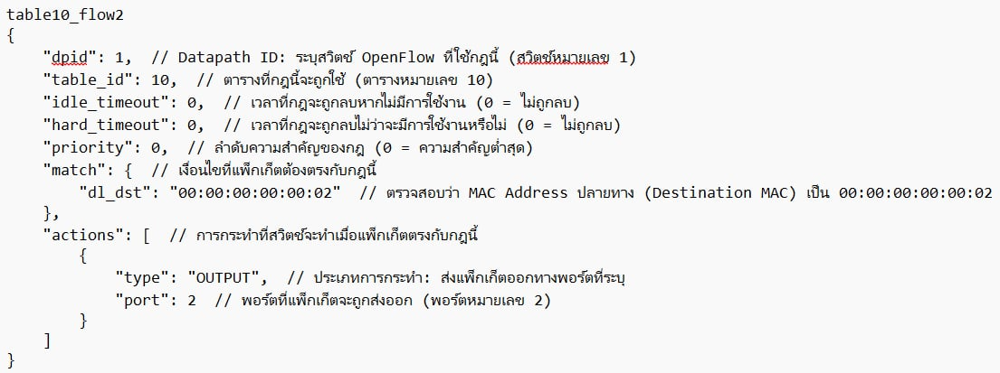 table10_flow2
{
    "dpid": 1,  // Datapath ID: ระบุสวิตช์ OpenFlow ที่ใช้กฎนี้ (สวิตช์หมายเลข 1)
    "table_id": 10,  // ตารางที่กฎนี้จะถูกใช้ (ตารางหมายเลข 10)
    "idle_timeout": 0,  // เวลาที่กฎจะถูกลบหากไม่มีการใช้งาน (0 = ไม่ถูกลบ)
    "hard_timeout": 0,  // เวลาที่กฎจะถูกลบไม่ว่าจะมีการใช้งานหรือไม่ (0 = ไม่ถูกลบ)
    "priority": 0,  // ลำดับความสำคัญของกฎ (0 = ความสำคัญต่ำสุด)
    "match": {  // เงื่อนไขที่แพ็กเก็ตต้องตรงกับกฎนี้
        "dl_dst": "00:00:00:00:00:02"  // ตรวจสอบว่า MAC Address ปลายทาง (Destination MAC) เป็น 00:00:00:00:00:02
    },
    "actions": [  // การกระทำที่สวิตช์จะทำเมื่อแพ็กเก็ตตรงกับกฎนี้
        {
            "type": "OUTPUT",  // ประเภทการกระทำ: ส่งแพ็กเก็ตออกทางพอร์ตที่ระบุ
            "port": 2  // พอร์ตที่แพ็กเก็ตจะถูกส่งออก (พอร์ตหมายเลข 2)
        }
    ]
}